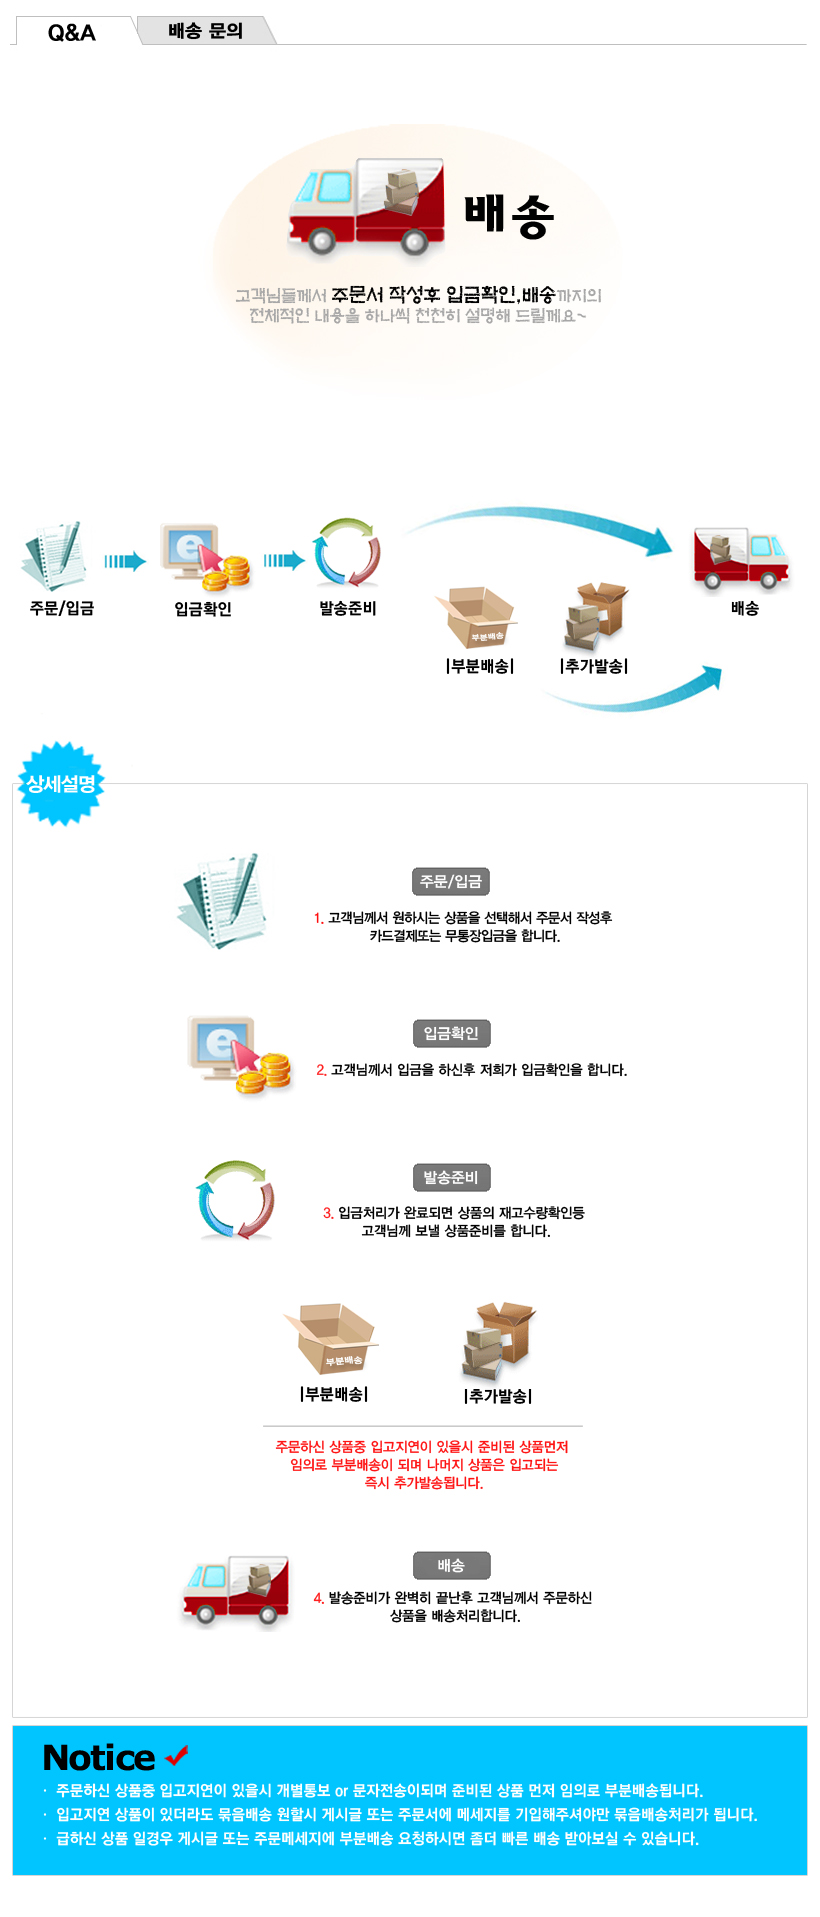 Q&A
배송 문의
배송
고객님들께서 주문서 작성후 입금확인,배송까지의
전체적인 내용을 하나씩 천천히 설명해 드릴께요~
주문/입금
입금확인
발송준비
배송
부분배송
|부분배송|
|추가발송|
상세설명
주문/입금
1. 고객님께서 원하시는 상품을 선택해서 주문서 작성후
카드결제또는 무통장입금을 합니다.
입금확인
2. 고객님께서 입금을 하신후 저희가 입금확인을 합니다.
발송준비
3. 입금처리가 완료되면 상품의 재고수량확인등
고객님께 보낼 상품준비를 합니다.
부분배송
|부분배송|
|추가발송|
주문하신 상품중 입고지연이 있을시 준비된 상품먼저
임의로 부분배송이 되며 나머지 상품은 입고되는
즉시 추가발송됩니다.
배송
4. 발송준비가 완벽히 끝난후 고객님께서 주문하신
상품을 배송처리합니다.
Notice
· 주문하신 상품중 입고지연이 있을시 개별통보 or 문자전송이되며 준비된 상품 먼저 임의로 부분배송됩니다.
· 입고지연 상품이 있더라도 묶음배송 원할시 게시글 또는 주문서에 메세지를 기입해주셔야만 묶음배송처리가 됩니다.
· 급하신 상품 일경우 게시글 또는 주문메세지에 부분배송 요청하시면 좀더 빠른 배송 받아보실 수 있습니다.